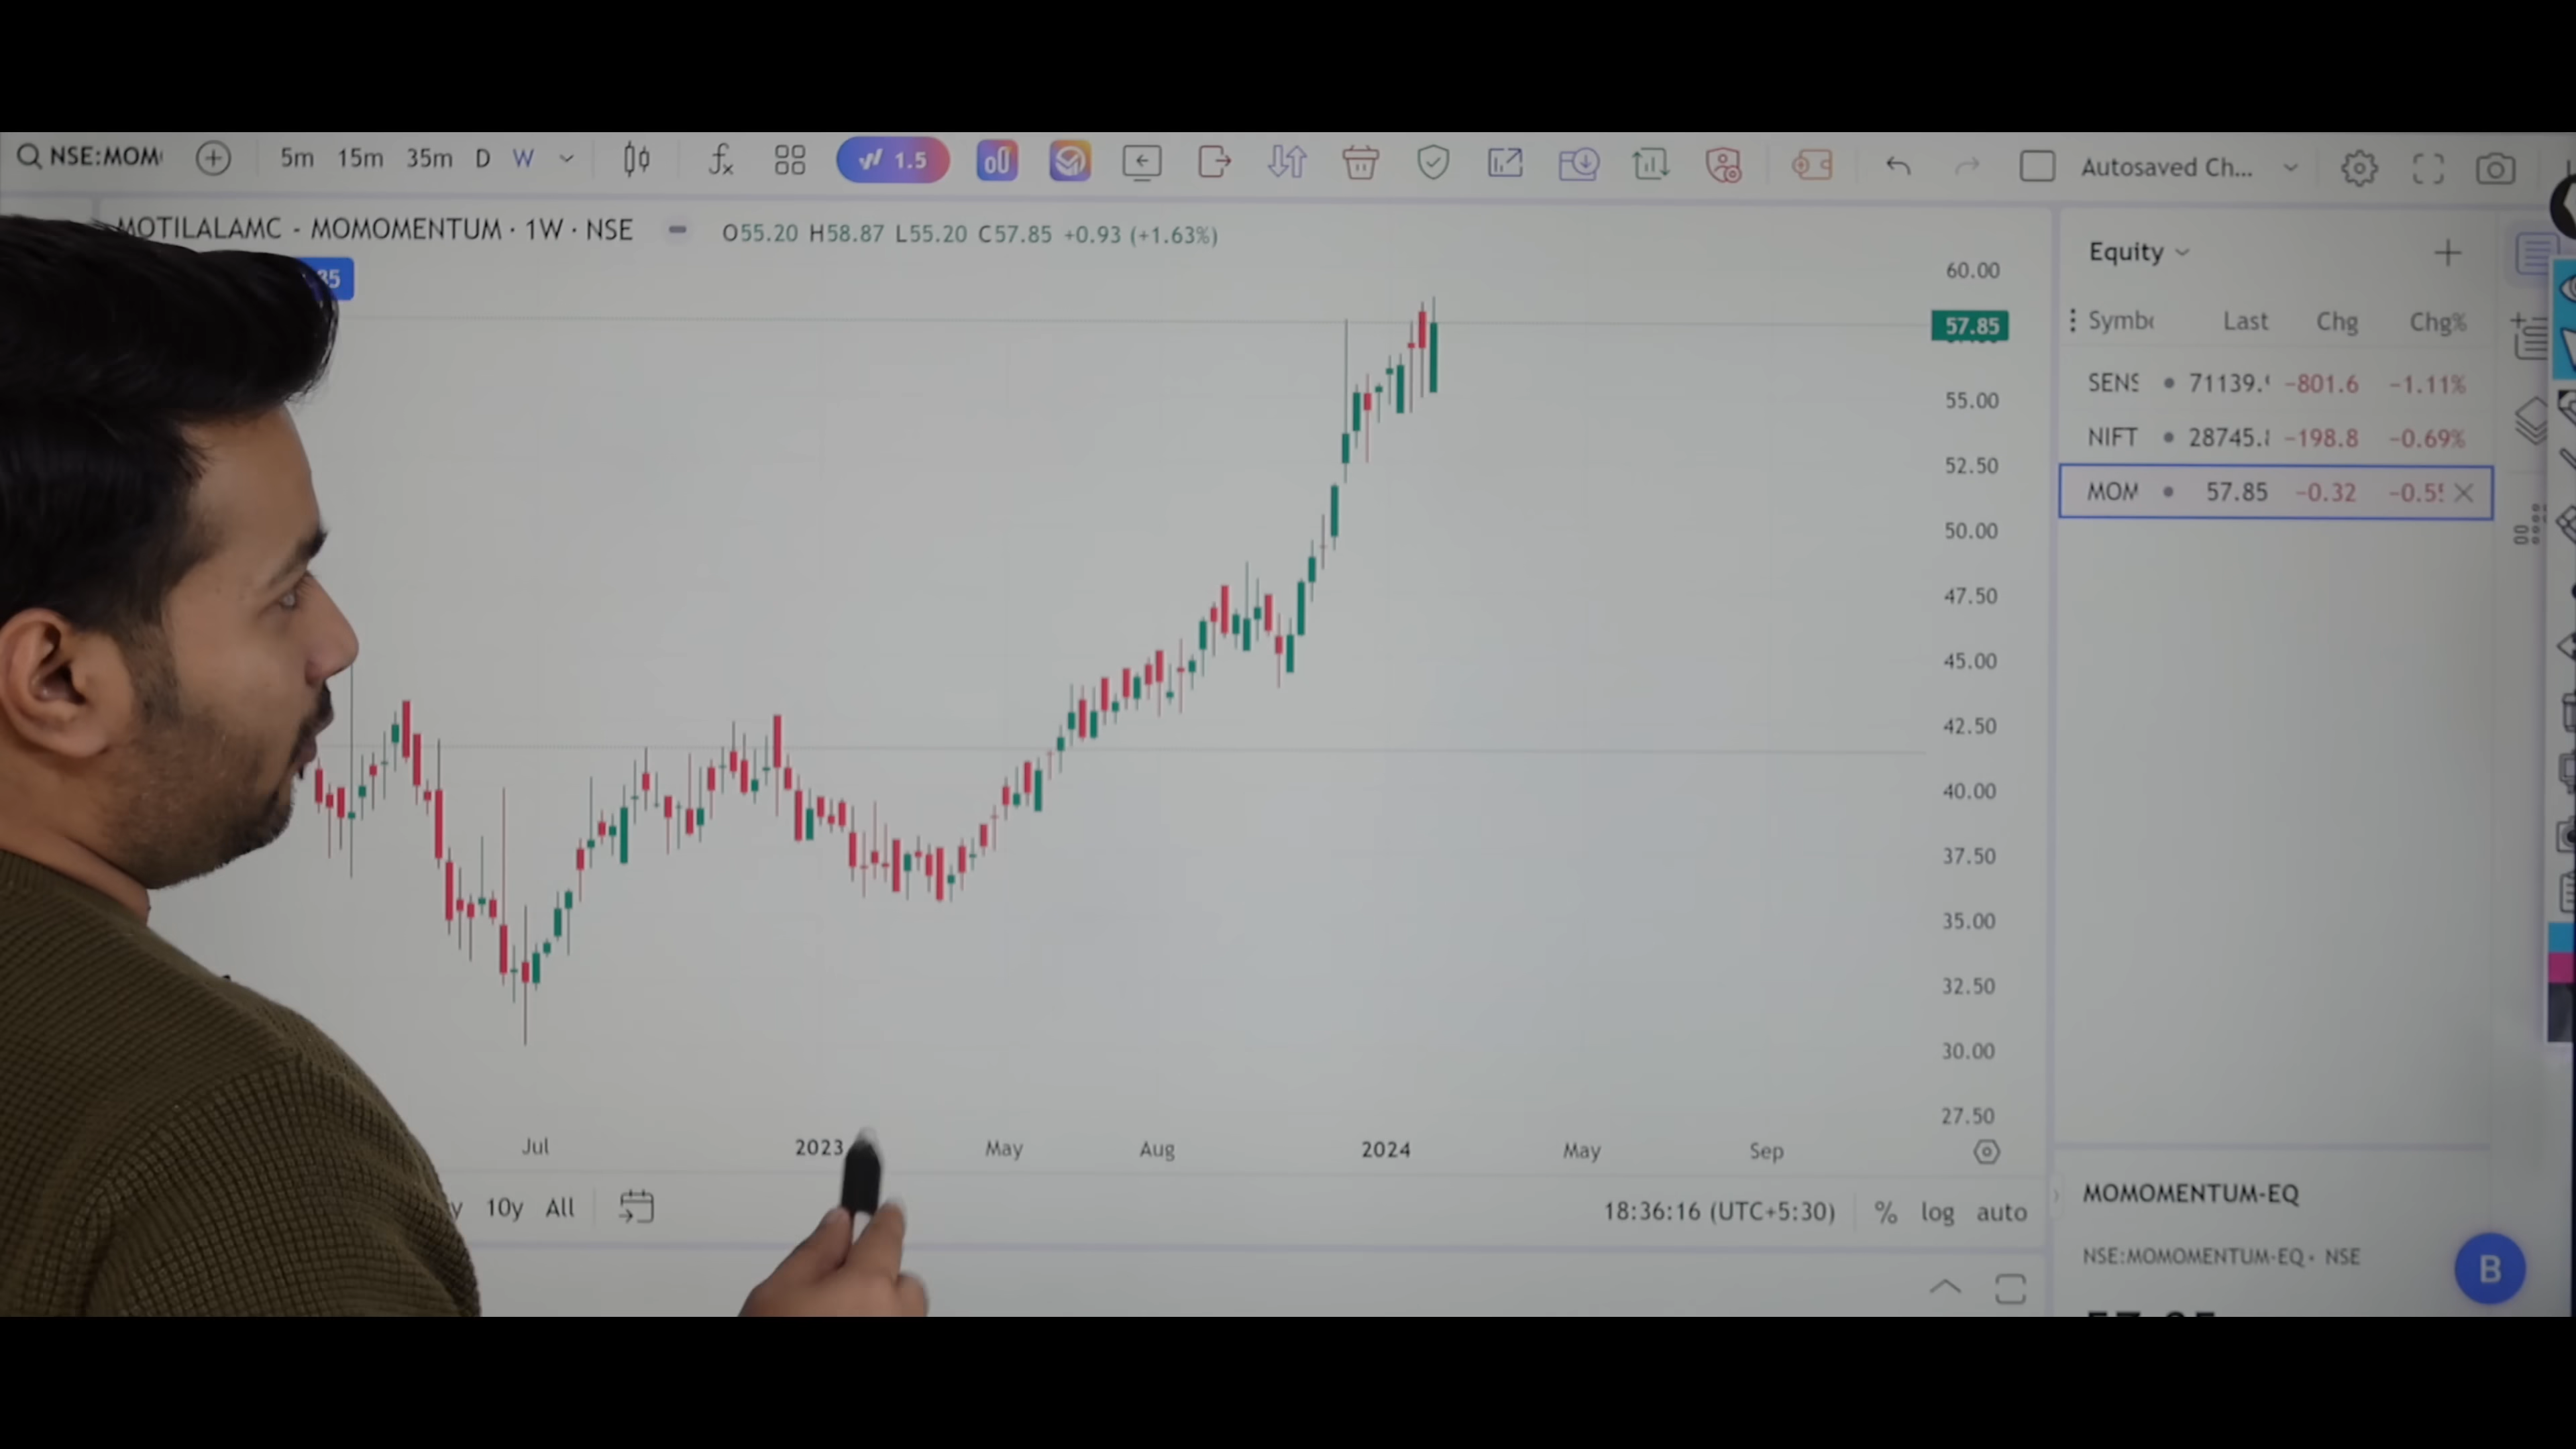 NSE:MOM 5m 15m 35m D W 1.5 Autosaved Ch...
MOTILALAMC - MOMOMENTUM · 1W · NSE O55.20 H58.87 L55.20 C57.85 +0.93 (+1.63%)
35
60.00
57.85
55.00
52.50
50.00
47.50
45.00
42.50
40.00
37.50
35.00
32.50
30.00
27.50
Jul 2023 May Aug 2024 May Sep
10y All 18:36:16 (UTC+5:30) % log auto
Equity
Symb Last Chg Chg%
SENS 71139. -801.6 -1.11%
NIFT 28745. -198.8 -0.69%
MOM 57.85 -0.32 -0.5
MOMOMENTUM-EQ
NSE:MOMOMENTUM-EQ · NSE
B